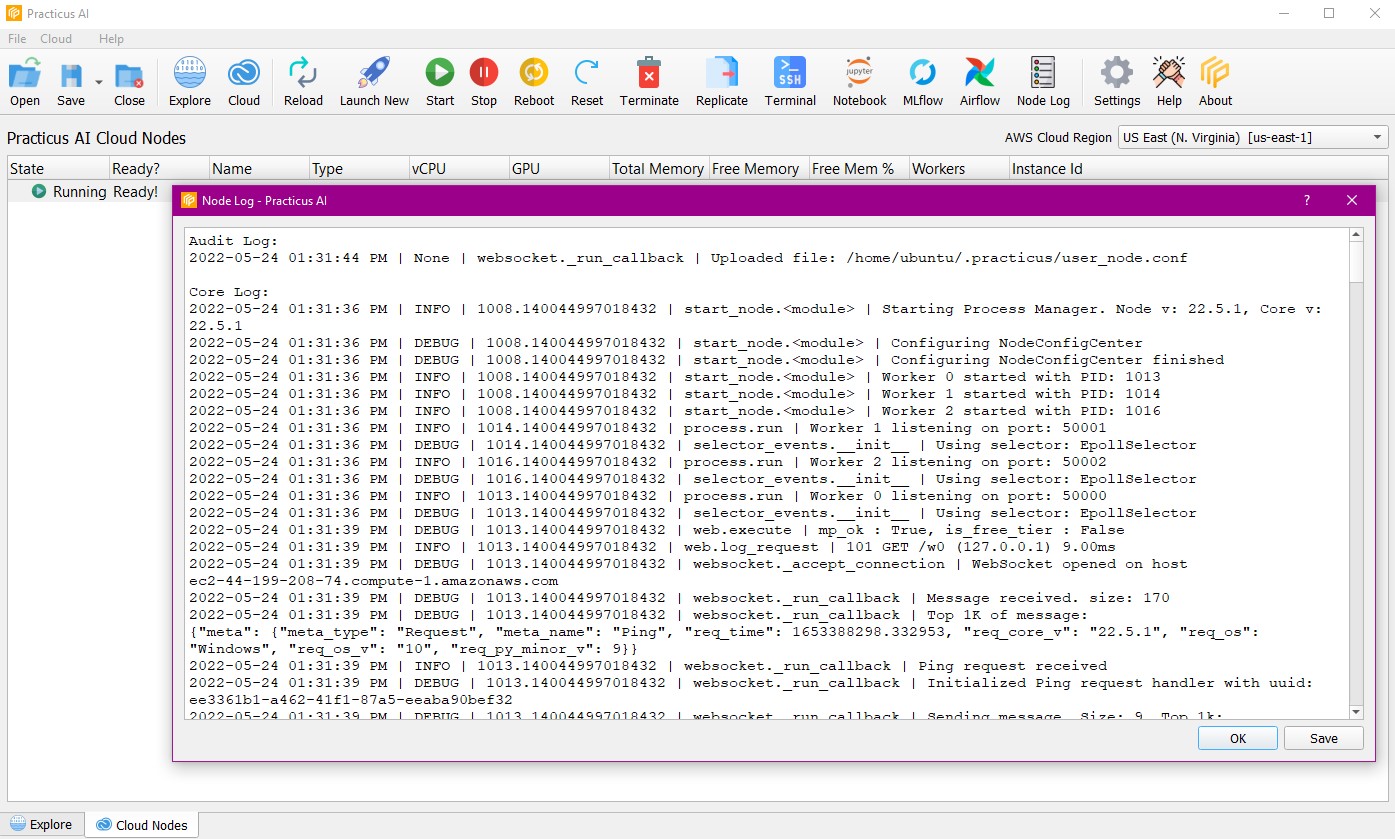 Practicus AI
File Cloud Help
Open Save Close Explore Cloud Reload Launch New Start Stop Reboot Reset Terminate Replicate Terminal Notebook MLflow Airflow Node Log Settings Help About
Practicus AI Cloud Nodes
AWS Cloud Region US East (N. Virginia) [us-east-1]
State Ready? Name Type vCPU GPU Total Memory Free Memory Free Mem % Workers Instance Id
Running Ready!
Node Log - Practicus AI
Audit Log:
2022-05-24 01:31:44 PM | None | websocket._run_callback | Uploaded file: /home/ubuntu/.practicus/user_node.conf
Core Log:
2022-05-24 01:31:36 PM | INFO | 1008.140044997018432 | start_node.<module> | Starting Process Manager. Node v: 22.5.1, Core v:
22.5.1
2022-05-24 01:31:36 PM | DEBUG | 1008.140044997018432 | start_node.<module> | Configuring NodeConfigCenter
2022-05-24 01:31:36 PM | DEBUG | 1008.140044997018432 | start_node.<module> | Configuring NodeConfigCenter finished
2022-05-24 01:31:36 PM | INFO | 1008.140044997018432 | start_node.<module> | Worker 0 started with PID: 1013
2022-05-24 01:31:36 PM | INFO | 1008.140044997018432 | start_node.<module> | Worker 1 started with PID: 1014
2022-05-24 01:31:36 PM | INFO | 1008.140044997018432 | start_node.<module> | Worker 2 started with PID: 1016
2022-05-24 01:31:36 PM | INFO | 1014.140044997018432 | process.run | Worker 1 listening on port: 50001
2022-05-24 01:31:36 PM | DEBUG | 1014.140044997018432 | selector_events.__init__ | Using selector: EpollSelector
2022-05-24 01:31:36 PM | INFO | 1016.140044997018432 | process.run | Worker 2 listening on port: 50002
2022-05-24 01:31:36 PM | DEBUG | 1016.140044997018432 | selector_events.__init__ | Using selector: EpollSelector
2022-05-24 01:31:36 PM | INFO | 1013.140044997018432 | process.run | Worker 0 listening on port: 50000
2022-05-24 01:31:36 PM | DEBUG | 1013.140044997018432 | selector_events.__init__ | Using selector: EpollSelector
2022-05-24 01:31:39 PM | DEBUG | 1013.140044997018432 | web.execute | mp_ok : True, is_free_tier : False
2022-05-24 01:31:39 PM | INFO | 1013.140044997018432 | web.log_request | 101 GET /w0 (127.0.0.1) 9.00ms
2022-05-24 01:31:39 PM | DEBUG | 1013.140044997018432 | websocket._accept_connection | WebSocket opened on host
ec2-44-199-208-74.compute-1.amazonaws.com
2022-05-24 01:31:39 PM | DEBUG | 1013.140044997018432 | websocket._run_callback | Message received. size: 170
2022-05-24 01:31:39 PM | DEBUG | 1013.140044997018432 | websocket._run_callback | Top 1K of message:
{"meta": {"meta_type": "Request", "meta_name": "Ping", "req_time": 1653388298.332953, "req_core_v": "22.5.1", "req_os":
"Windows", "req_os_v": "10", "req_py_minor_v": 9}}
2022-05-24 01:31:39 PM | INFO | 1013.140044997018432 | websocket._run_callback | Ping request received
2022-05-24 01:31:39 PM | DEBUG | 1013.140044997018432 | websocket._run_callback | Initialized Ping request handler with uuid:
ee3361b1-a462-41f1-87a5-eeaba90bef32
2022-05-24 01:31:39 PM | DEBUG | 1013.140044997018432 | websocket._run_callback | Sending message. Size: 9. Top 1k:
OK Save
Explore Cloud Nodes